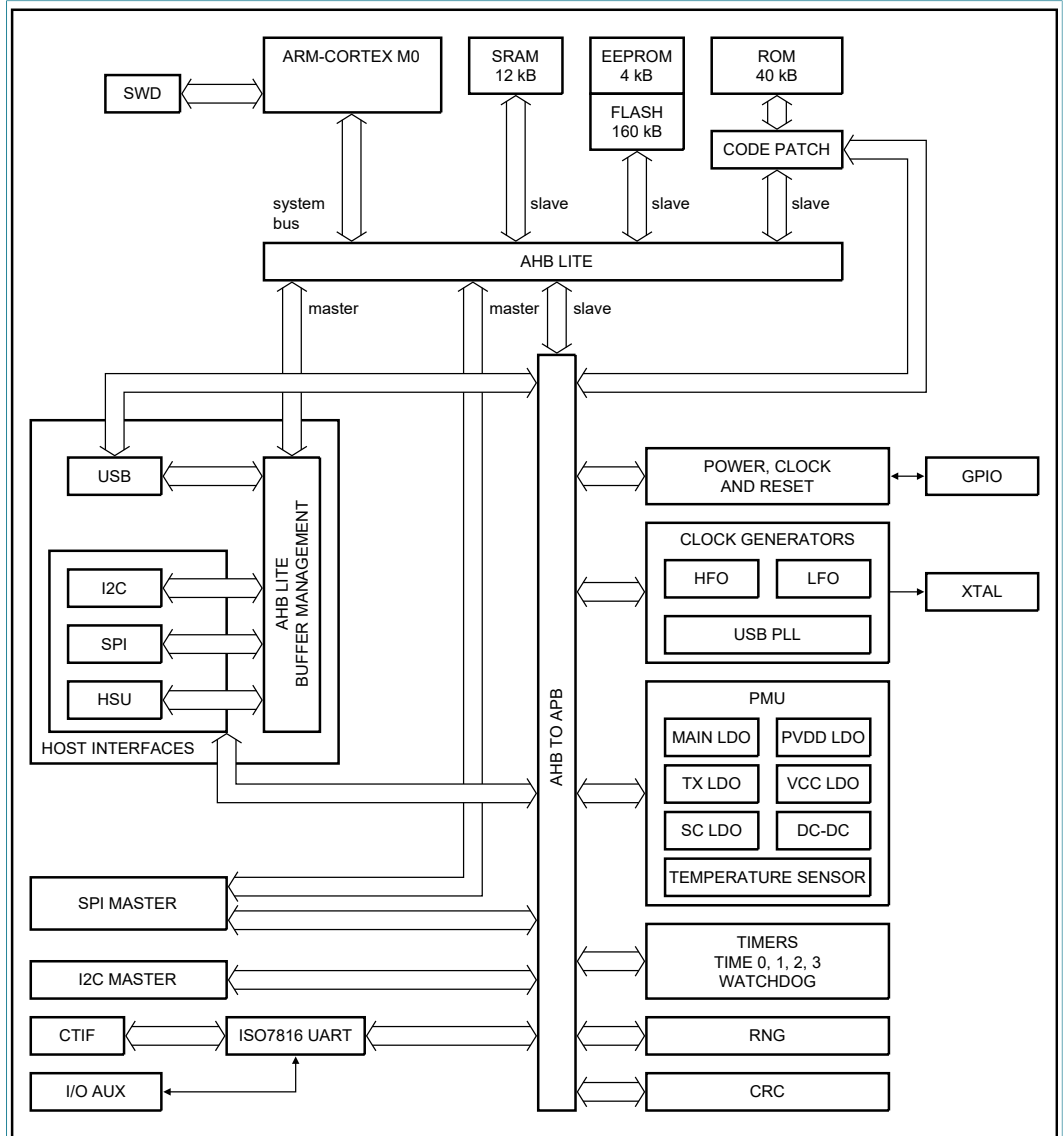 ARM-CORTEX M0
SWD
SRAM
12 kB
EEPROM
4 kB
FLASH
160 kB
ROM
40 kB
CODE PATCH
system
bus
slave
slave
slave
AHB LITE
master
master
slave
USB
I2C
SPI
HSU
AHB LITE
BUFFER MANAGEMENT
HOST INTERFACES
AHB TO APB
POWER, CLOCK
AND RESET
GPIO
CLOCK GENERATORS
HFO
LFO
USB PLL
XTAL
PMU
MAIN LDO
PVDD LDO
TX LDO
VCC LDO
SC LDO
DC-DC
TEMPERATURE SENSOR
SPI MASTER
I2C MASTER
TIMERS
TIME 0, 1, 2, 3
WATCHDOG
CTIF
ISO7816 UART
RNG
I/O AUX
CRC